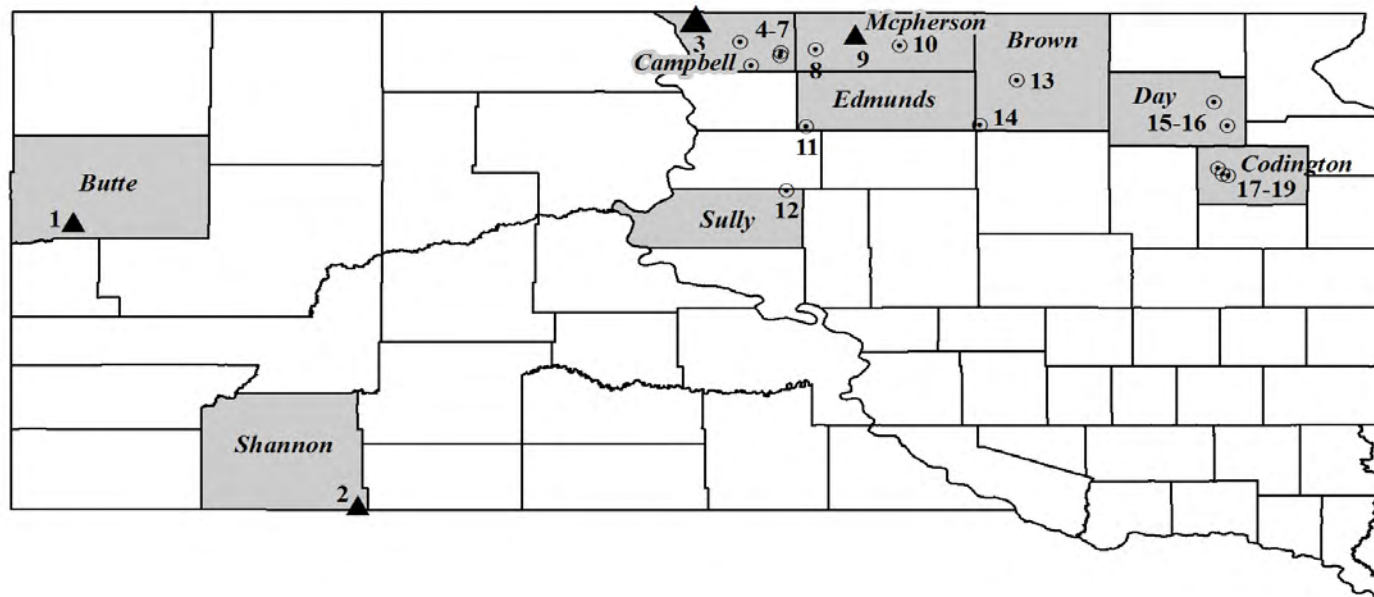 Mcpherson
4-7
3
9
10
Brown
Campbell
8
13
Edmunds
Day
14
15-16
11
Codington
Butte
17-19
1
12
Sully
Shannon
2